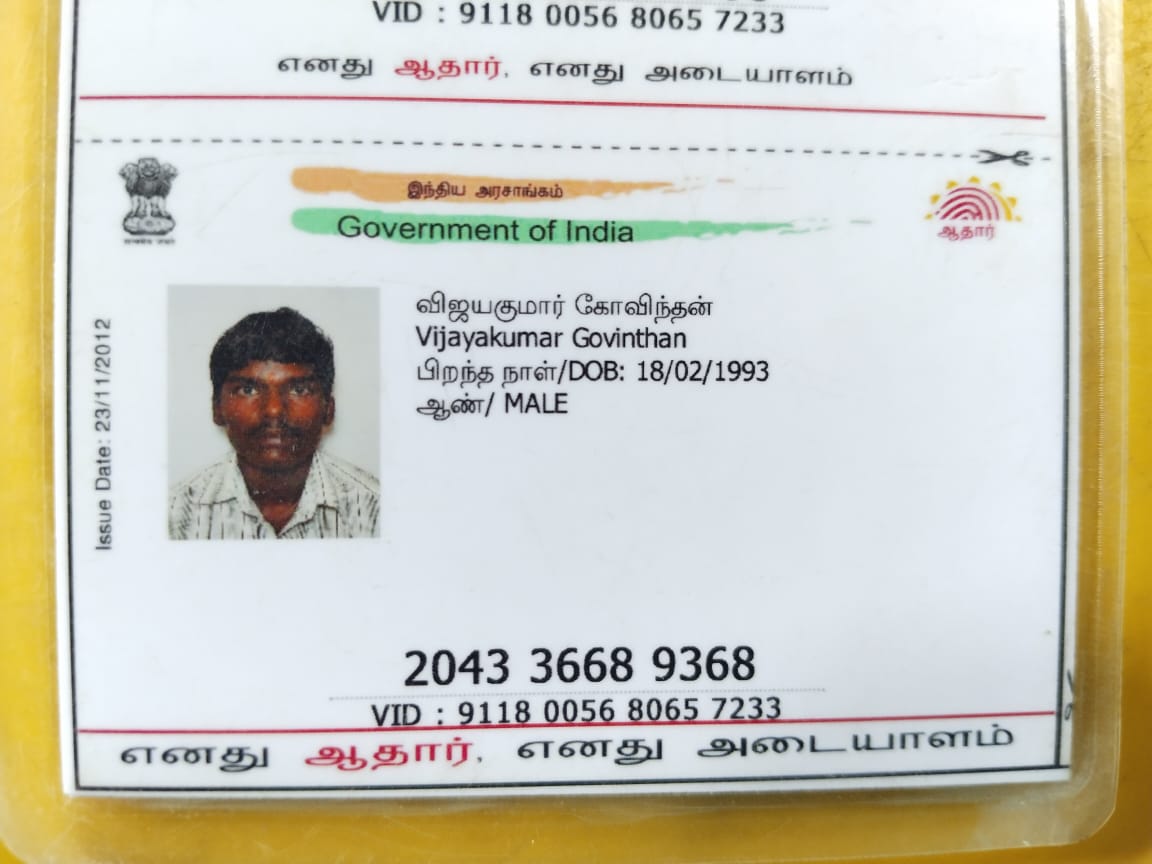 VID : 9118 0056 8065 7233
எனது ஆதார், எனது அடையாளம்
இந்திய அரசாங்கம்
Government of India
ஆதார்
Issue Date: 23/11/2012
விஜயகுமார் கோவிந்தன்
Vijayakumar Govinthan
பிறந்த நாள்/DOB: 18/02/1993
ஆண்/ MALE
2043 3668 9368
VID : 9118 0056 8065 7233
எனது ஆதார், எனது அடையாளம்